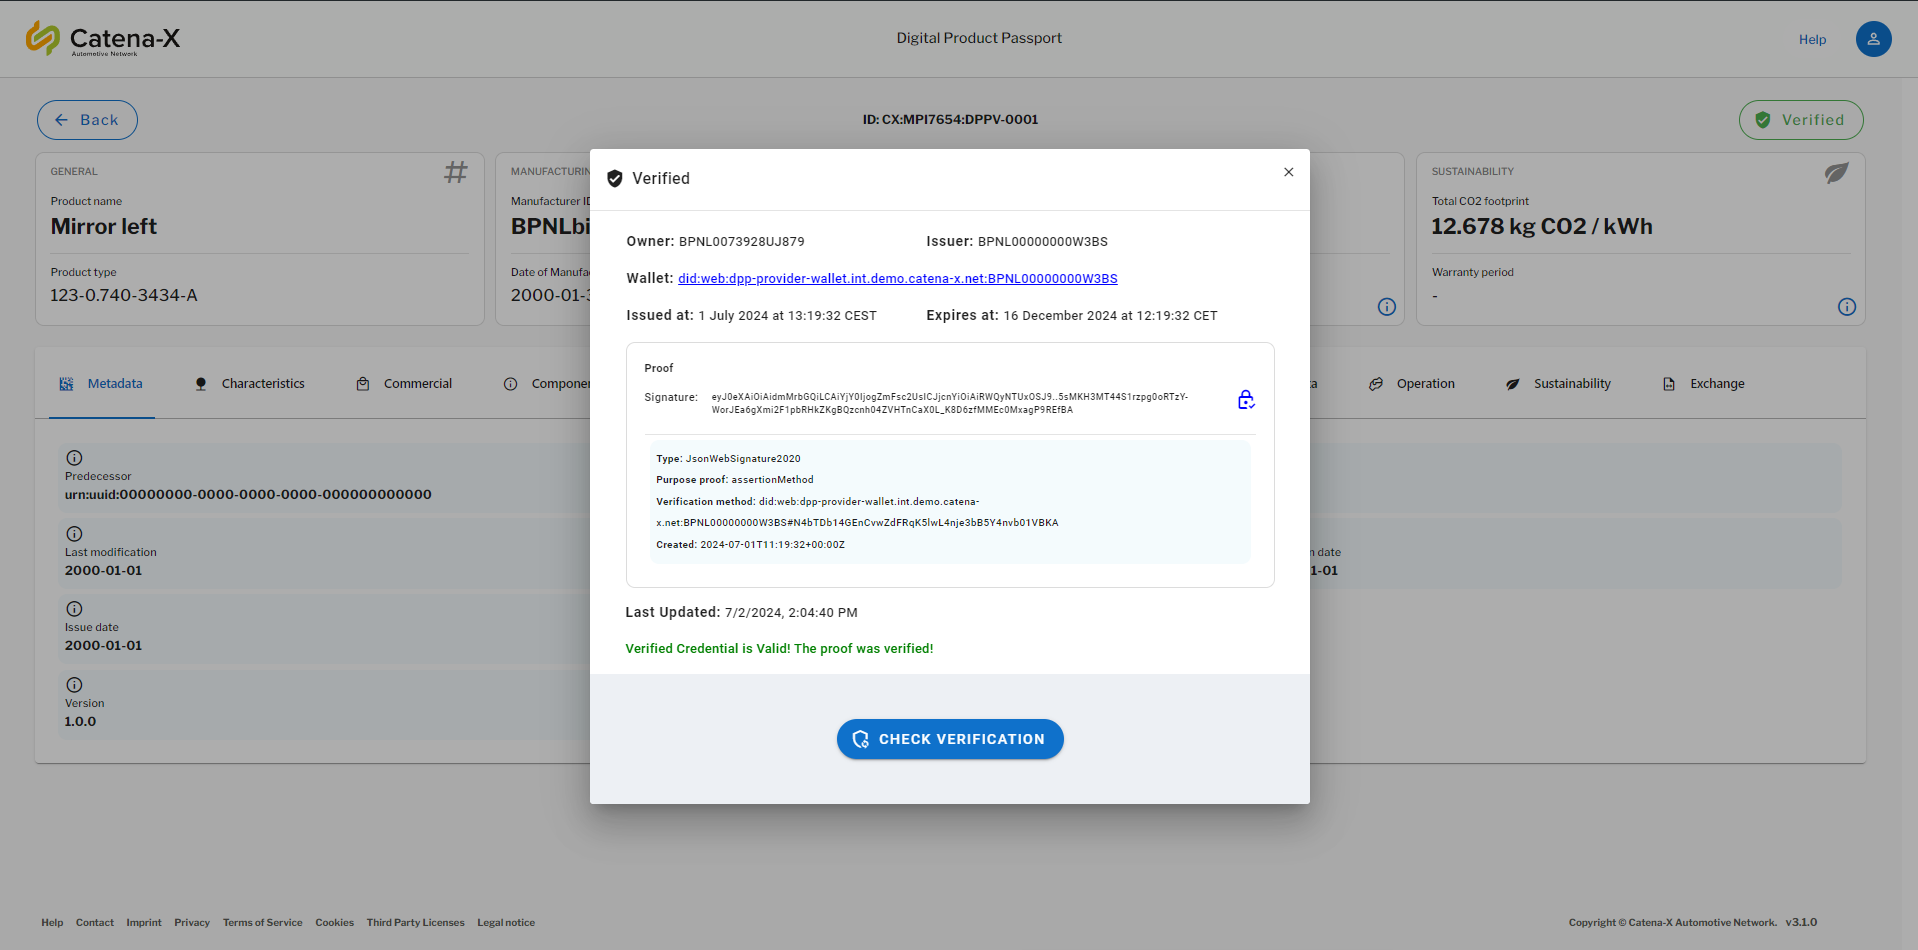 Catena-X
Automotive Network
Digital Product Passport
Help
Back
ID: CX:MPI7654:DPPV-0001
Verified
GENERAL
Product name
Mirror left
Product type
123-0.740-3434-A
Manufacturer
Date of
2000-01-
SUSTAINABILITY
Total CO2 footprint
12.678 kg CO2 / kWh
Warranty period
-
Verified
Owner: BPNL0073928UJ879
Issuer: BPNL00000000W3BS
Wallet: did:web:dpp-provider-wallet.int.demo.catena-x.net:BPNL00000000W3BS
Issued at: 1 July 2024 at 13:19:32 CEST
Expires at: 16 December 2024 at 12:19:32 CET
Proof
Signature: eyJ0eXAiOiAidmMrbGQiLCAiYjY0IjogZmFsc2UsICJjcnYiOiAiRWQyNTUxOSJ9..5sMKH3MT44S1rzpg0oRTzY-
WorJEa6gXmi2F1pbRHkZKgBQzcnh04ZVHTnCaX0L_K8D6zfMMEc0MxagP9REfBA
Type: JsonWebSignature2020
Purpose proof: assertionMethod
Verification method: did:web:dpp-provider-wallet.int.demo.catena-
x.net:BPNL00000000W3BS#N4bTDb14GEnCvwZdFRqK5lwL4nje3bB5Y4nvb01VBKA
Created: 2024-07-01T11:19:32+00:00Z
Last Updated: 7/2/2024, 2:04:40 PM
Verified Credential is Valid! The proof was verified!
CHECK VERIFICATION
Metadata
Characteristics
Commercial
Operation
Sustainability
Exchange
Predecessor
urn:uuid:00000000-0000-0000-0000-000000000000
Last modification
2000-01-01
date
1-01
Issue date
2000-01-01
Version
1.0.0
Help Contact Imprint Privacy Terms of Service Cookies Third Party Licenses Legal notice
Copyright © Catena-X Automotive Network. v3.1.0